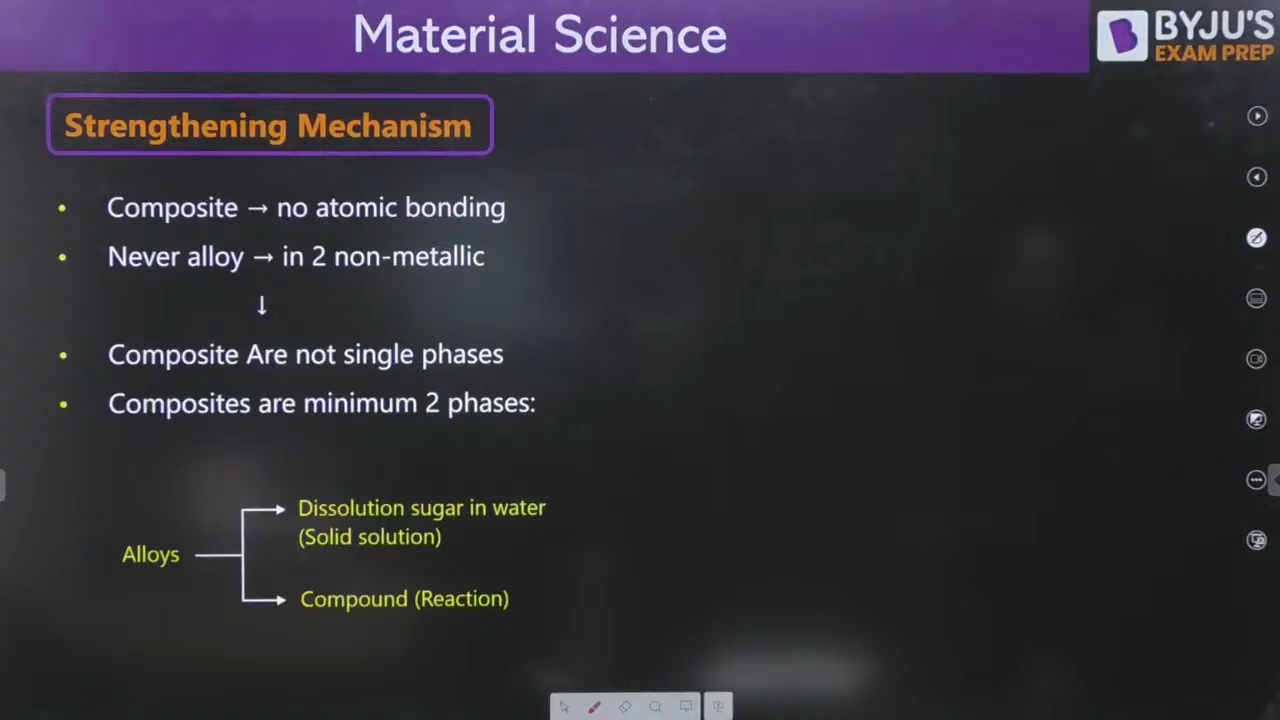 Material Science
BYJU'S
EXAM PREP
Strengthening Mechanism
• Composite → no atomic bonding
• Never alloy → in 2 non-metallic
↓
• Composite Are not single phases
• Composites are minimum 2 phases:
Alloys
Dissolution sugar in water
(Solid solution)
Compound (Reaction)